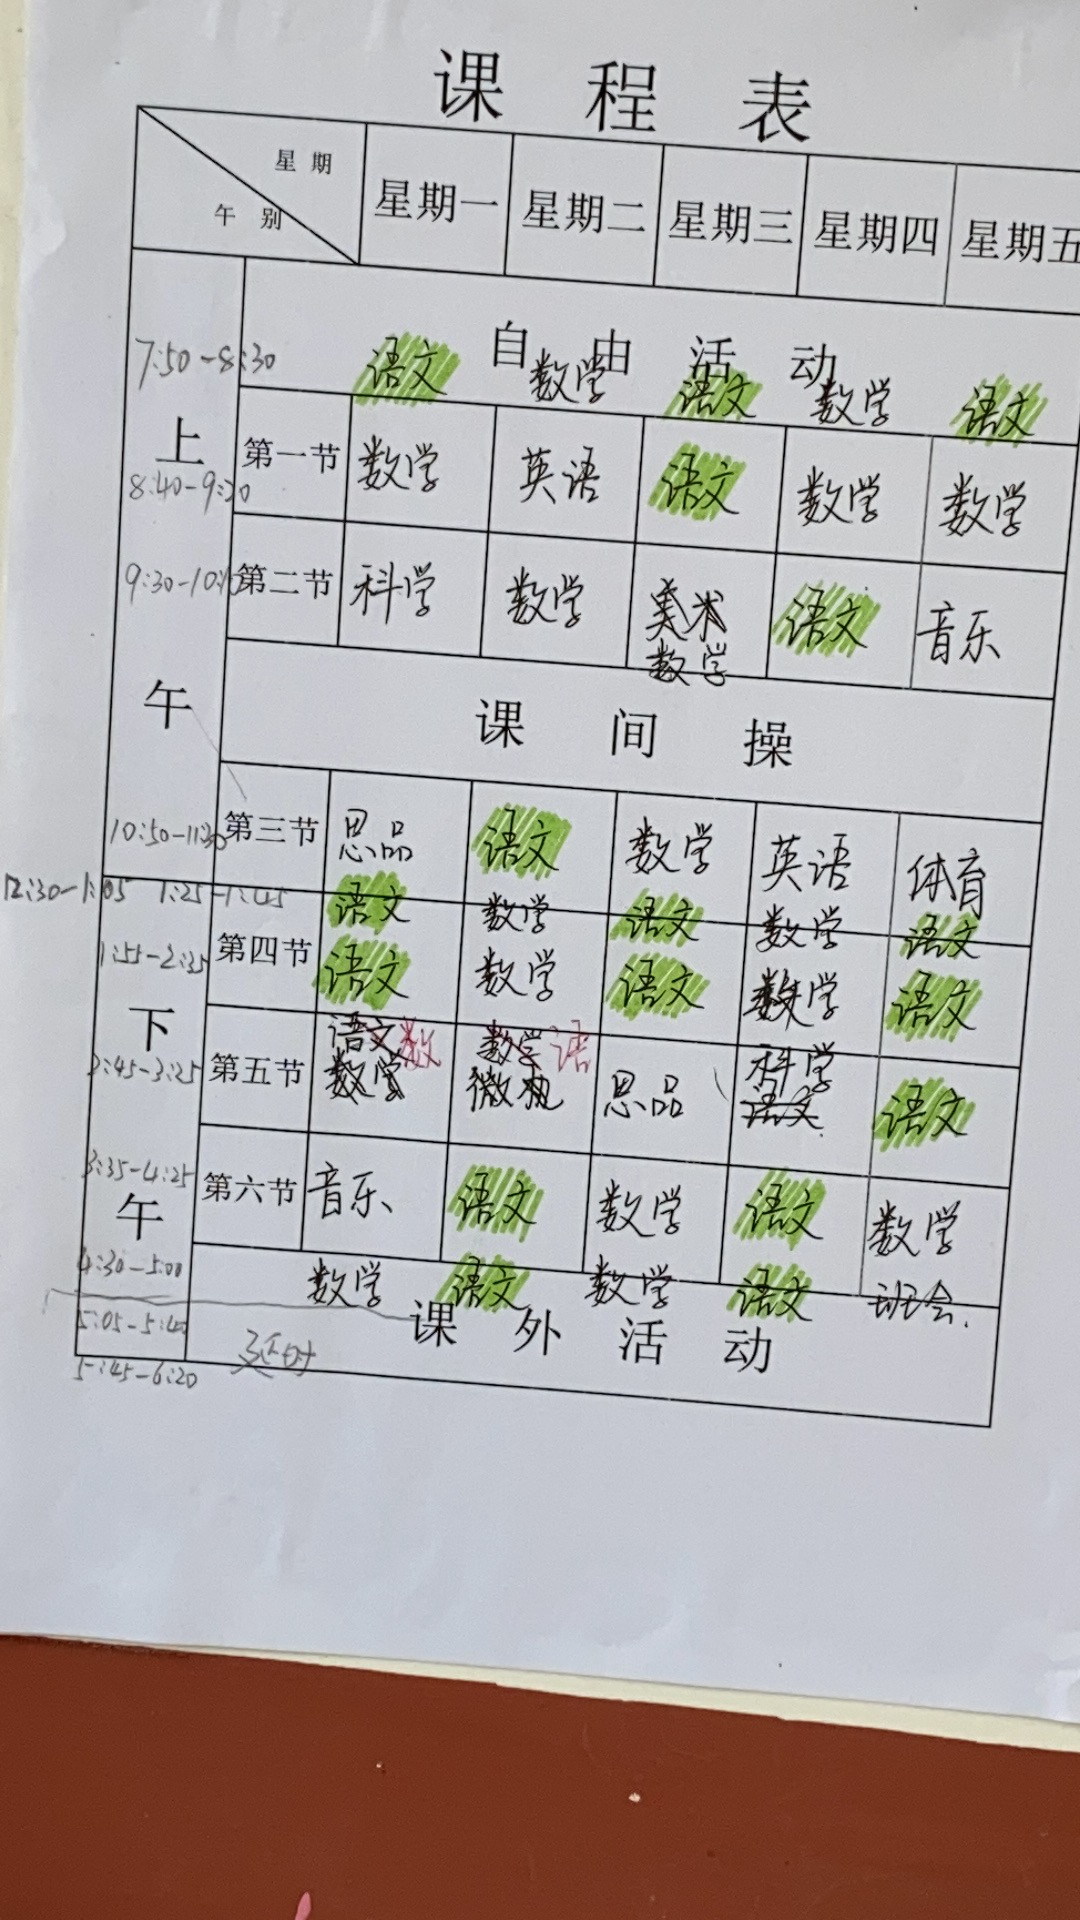 课 程 表
星 期
午 别
星期一 星期二 星期三 星期四 星期五
自 由 活 动
7:50-8:30 语文 数学 语文 数学 语文
上
第一节 数学 英语 语文 数学 数学
8:40-9:20
9:30-10:10 第二节 科学 数学 美术 语文 音乐
数学
午
课 间 操
10:50-11:30 第三节 思品 语文 数学 英语 体育
12:30-1:05 1:25-1:45 语文 数学 语文 数学 语文
1:55-2:35 第四节 语文 数学 语文 数学 语文
下
语文 数 数学 语 科学
2:45-3:25 第五节 数学 微机 思品 语文 语文
3:35-4:25 第六节 音乐 语文 数学 语文 数学
午
4:30-5:00 数学 语文 数学 语文 班会.
课 外 活 动
5:05-5:40 延时
5:45-6:20